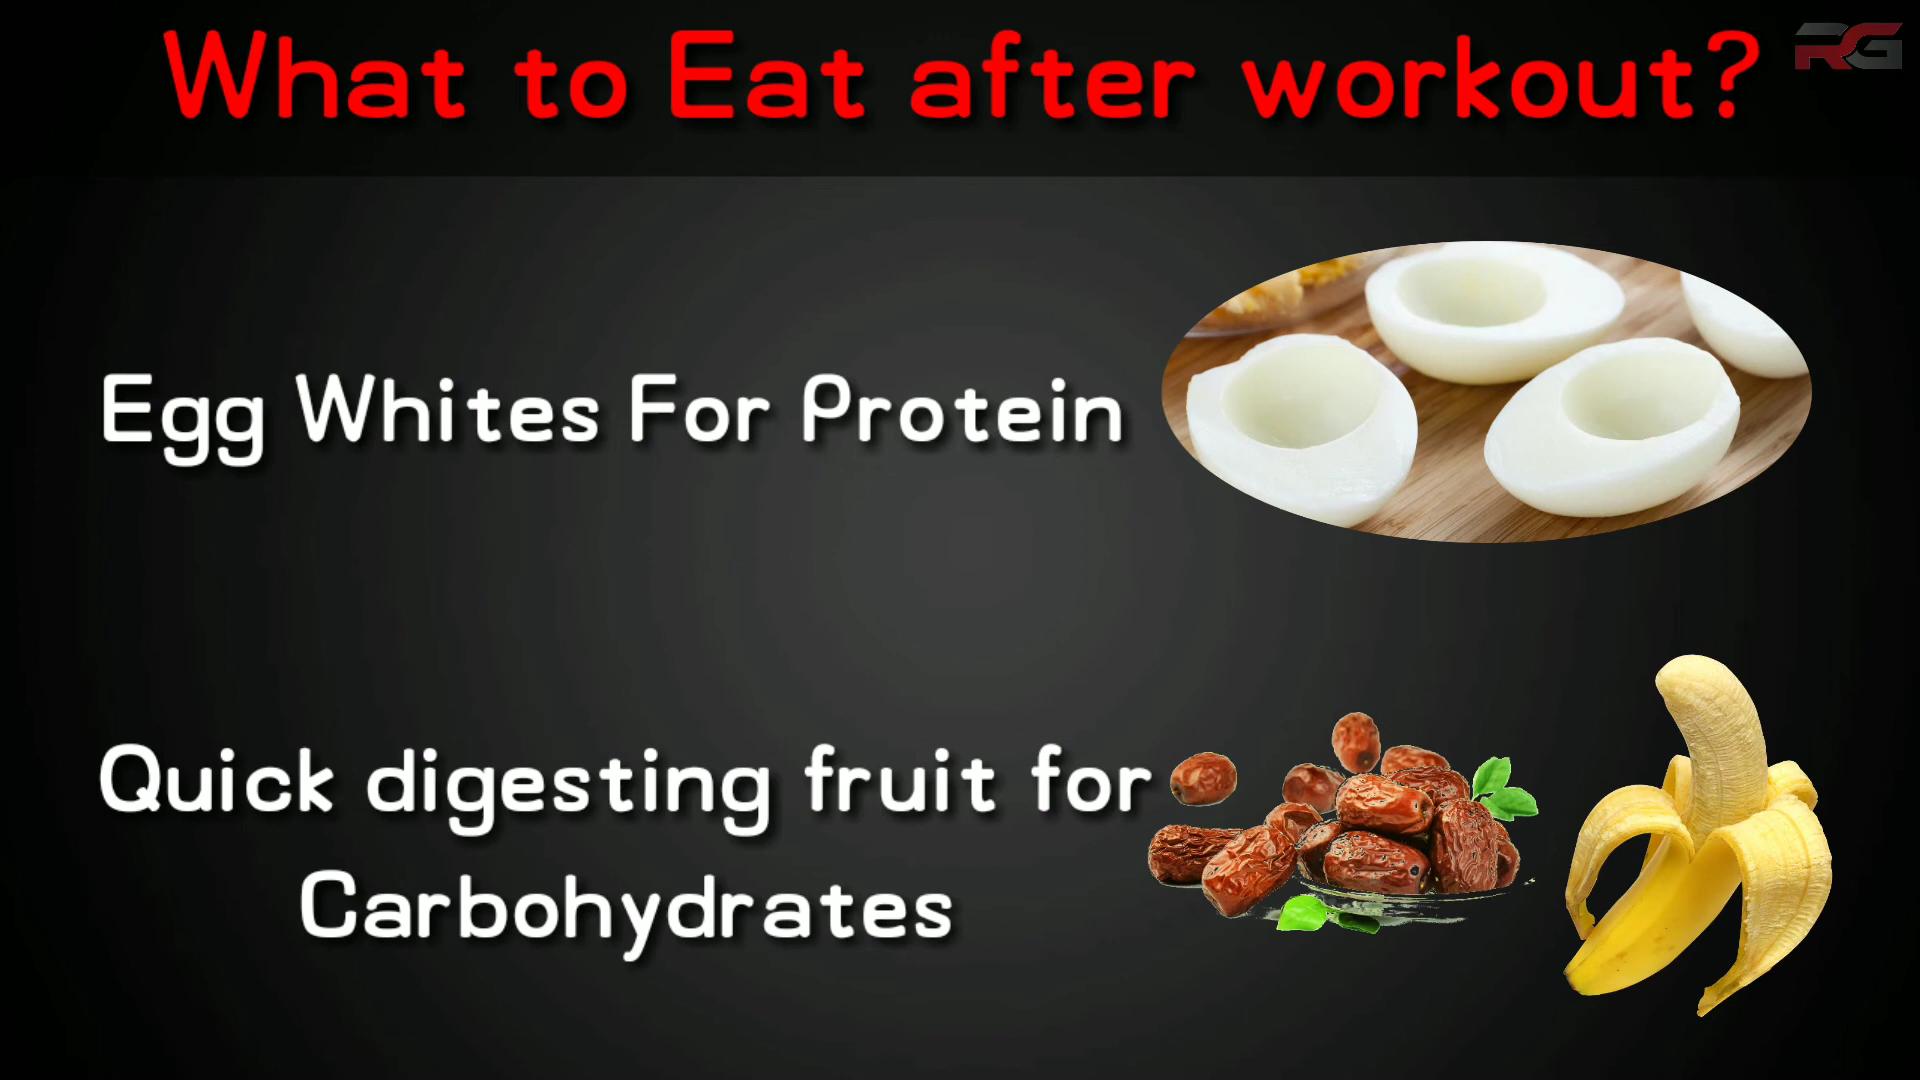 What to Eat after workout?
RG
Egg Whites For Protein
Quick digesting fruit for
Carbohydrates